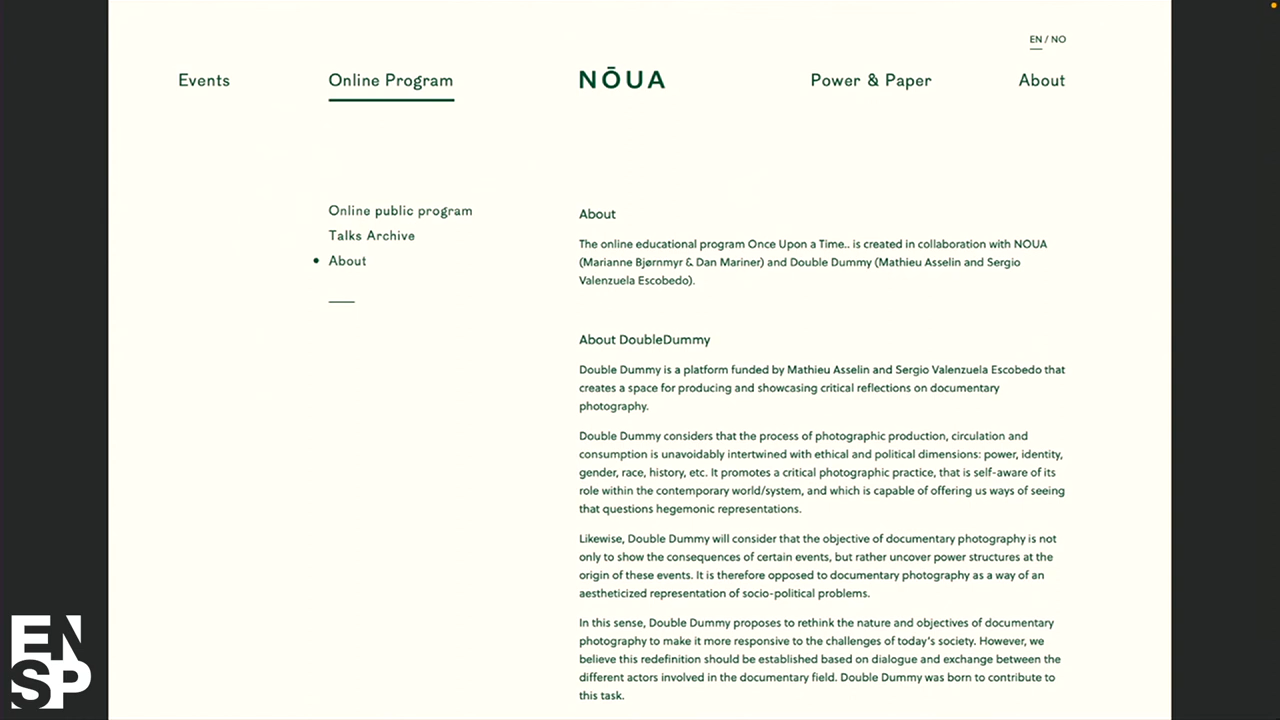 EN / NO
Events
Online Program
NŌUA
Power & Paper
About
Online public program
Talks Archive
About
About
The online educational program Once Upon a Time.. is created in collaboration with NOUA
(Marianne Bjørnmyr & Dan Mariner) and Double Dummy (Mathieu Asselin and Sergio
Valenzuela Escobedo).
About DoubleDummy
Double Dummy is a platform funded by Mathieu Asselin and Sergio Valenzuela Escobedo that
creates a space for producing and showcasing critical reflections on documentary
photography.
Double Dummy considers that the process of photographic production, circulation and
consumption is unavoidably intertwined with ethical and political dimensions: power, identity,
gender, race, history, etc. It promotes a critical photographic practice, that is self-aware of its
role within the contemporary world/system, and which is capable of offering us ways of seeing
that questions hegemonic representations.
Likewise, Double Dummy will consider that the objective of documentary photography is not
only to show the consequences of certain events, but rather uncover power structures at the
origin of these events. It is therefore opposed to documentary photography as a way of an
aestheticized representation of socio-political problems.
In this sense, Double Dummy proposes to rethink the nature and objectives of documentary
photography to make it more responsive to the challenges of today's society. However, we
believe this redefinition should be established based on dialogue and exchange between the
different actors involved in the documentary field. Double Dummy was born to contribute to
this task.
EN
SP